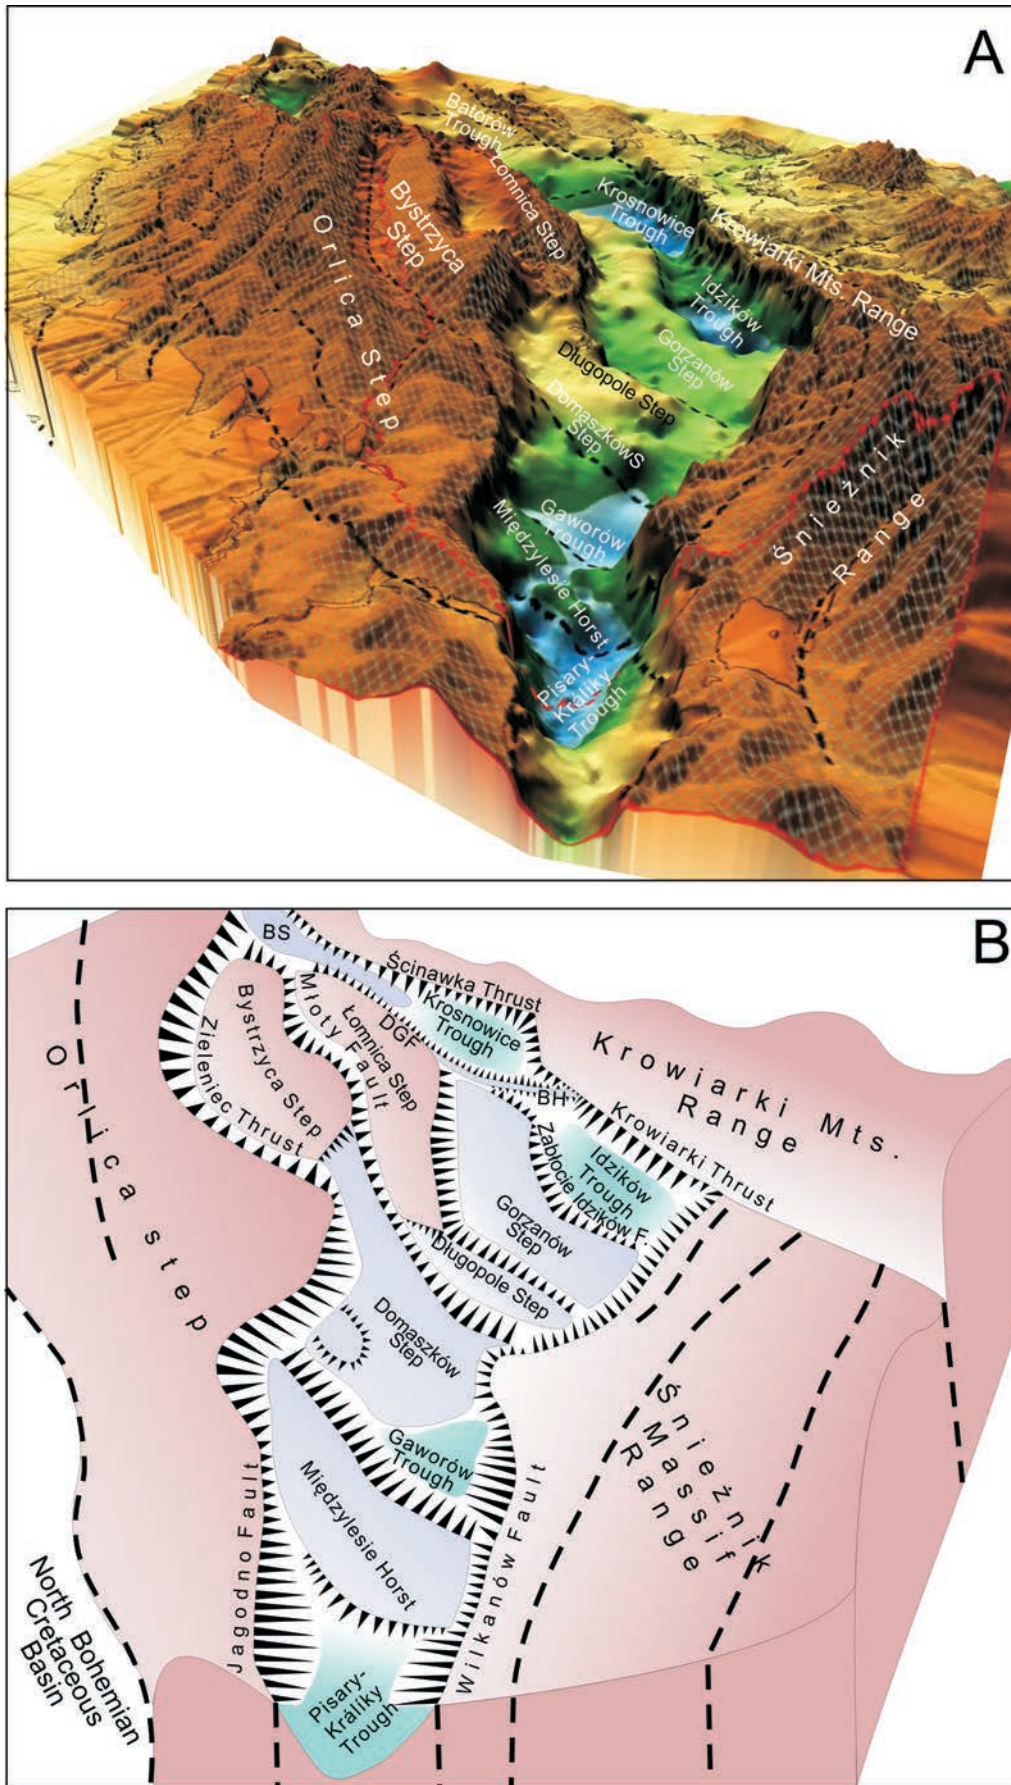 A
Batorów
Trough
Łomnica Step
Bystrzyca
Step
Orlica Step
Krosnowice
Trough
Krowiarki Mts. Range
Idzików
Trough
Gorzanów
Step
Długopole Step
DomaszkowS
Step
Gaworów
Trough
Międzylesie Horst
Pisary-
Králíky
Trough
Śnieżnik
Range
B
BS
Ścinawka Thrust
Krosnowice
Trough
DGF
Młoty Fault
Łomnica Step
Bystrzyca Step
Zieleniec Thrust
Orlica step
Krowiarki Mts.
Range
BH
Krowiarki Thrust
Idzików
Trough
Zabłocie Idzików F.
Gorzanów
Step
Długopole Step
Domaszków
Step
Gaworów
Trough
Międzylesie Horst
Śnieżnik
Massif
Range
Jagodno Fault
Wilkanów Fault
Pisary-
Králíky
Trough
North Bohemian
Cretaceous
Basin